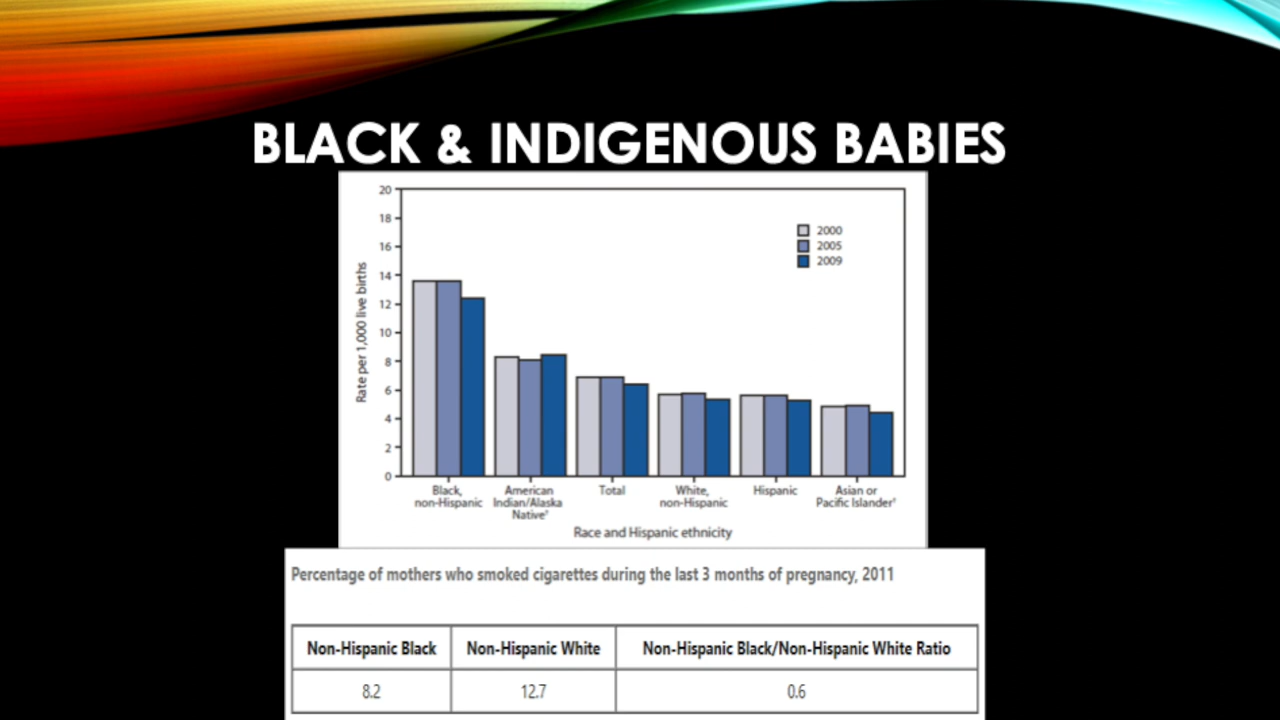 BLACK & INDIGENOUS BABIES
20
18
16
14
12
10
8
6
4
2
0
Rate per 1,000 live births
2000
2005
2009
Black,
non-Hispanic
American
Indian/Alaska
Native†
Total
White,
non-Hispanic
Hispanic
Asian or
Pacific Islander†
Race and Hispanic ethnicity
Percentage of mothers who smoked cigarettes during the last 3 months of pregnancy, 2011
Non-Hispanic Black Non-Hispanic White Non-Hispanic Black/Non-Hispanic White Ratio
8.2 12.7 0.6